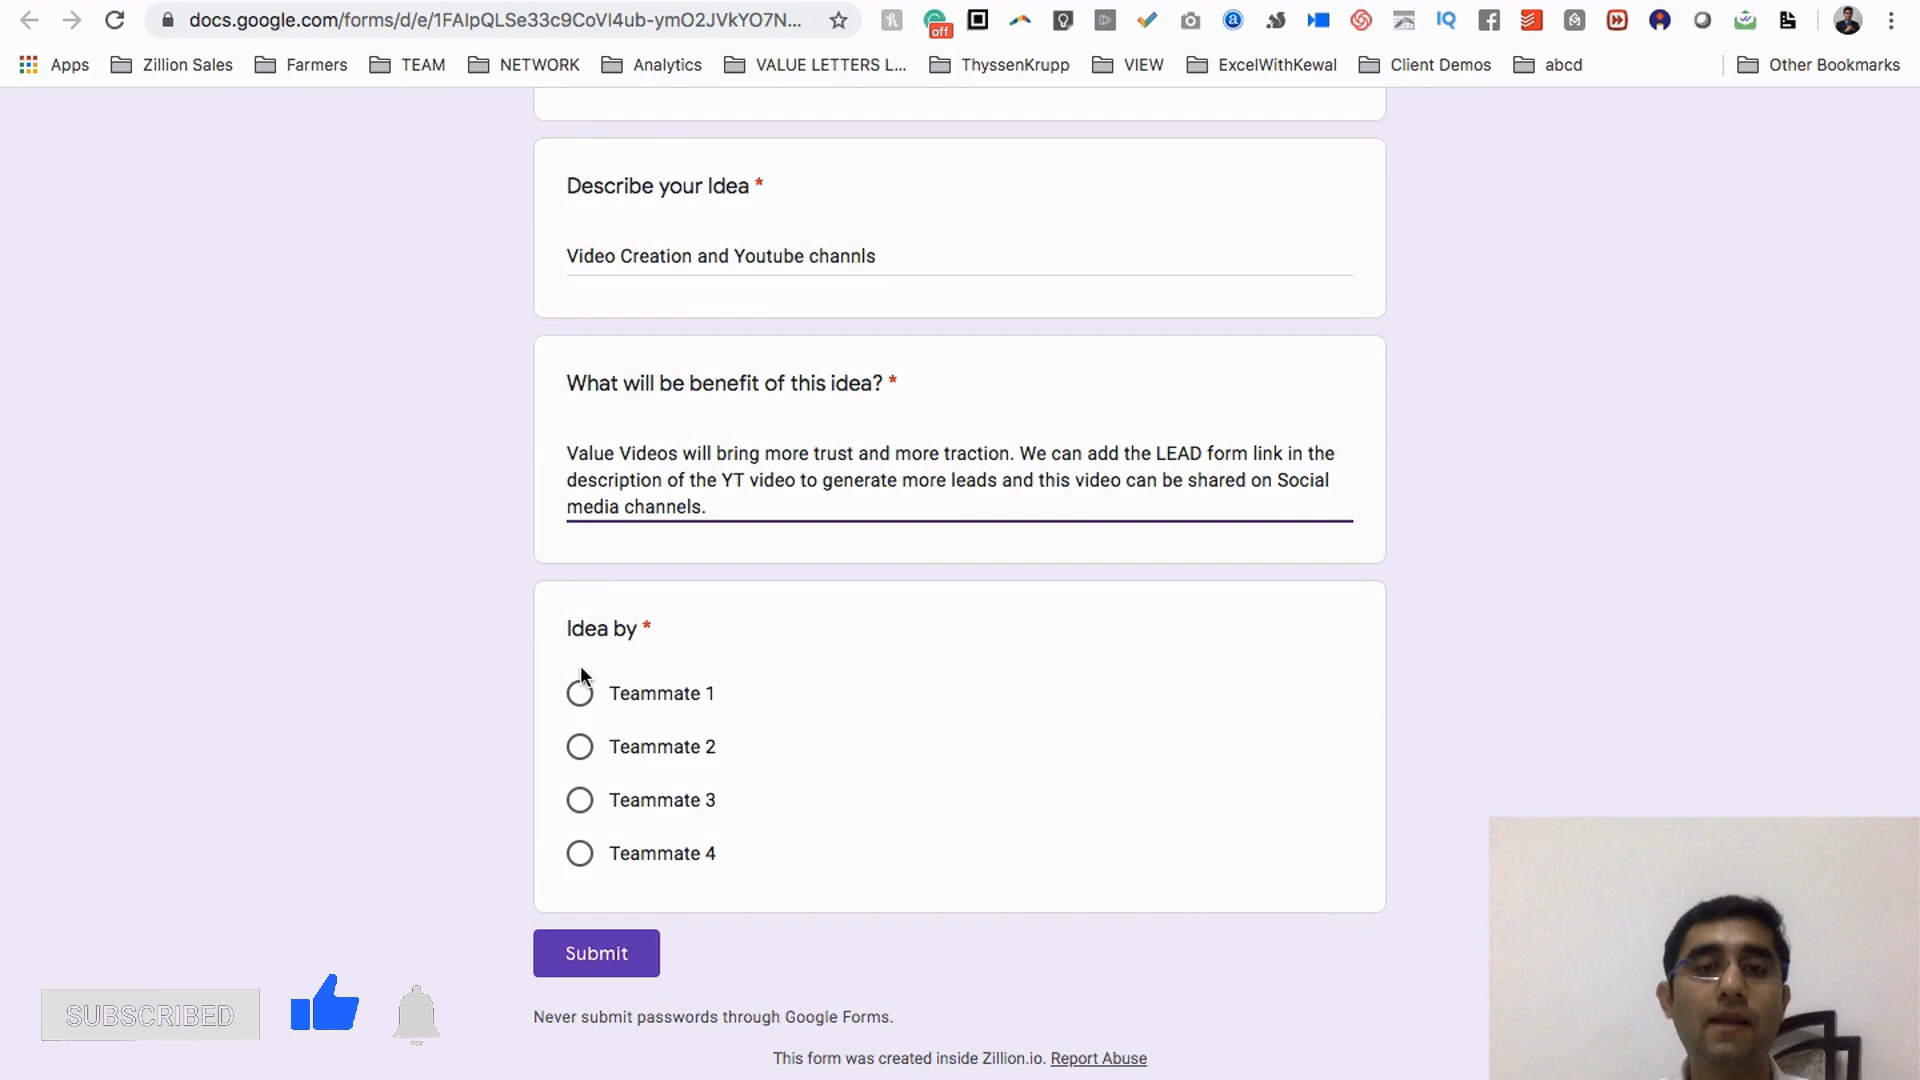 docs.google.com/forms/d/e/1FAIpQLSe33c9CoVI4ub-ymO2JVkYO7N...
off
IQ
Apps
Zillion Sales
Farmers
TEAM
NETWORK
Analytics
VALUE LETTERS L...
ThyssenKrupp
VIEW
ExcelWithKewal
Client Demos
abcd
Other Bookmarks
Describe your Idea *
Video Creation and Youtube channls
What will be benefit of this idea? *
Value Videos will bring more trust and more traction. We can add the LEAD form link in the
description of the YT video to generate more leads and this video can be shared on Social
media channels.
Idea by *
Teammate 1
Teammate 2
Teammate 3
Teammate 4
Submit
SUBSCRIBED
Never submit passwords through Google Forms.
This form was created inside Zillion.io. Report Abuse